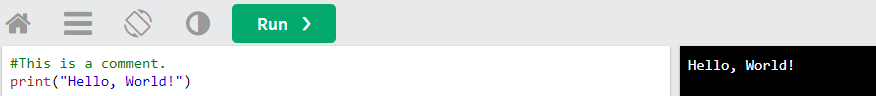 Run ❯
#This is a comment.
print("Hello, World!")
Hello, World!